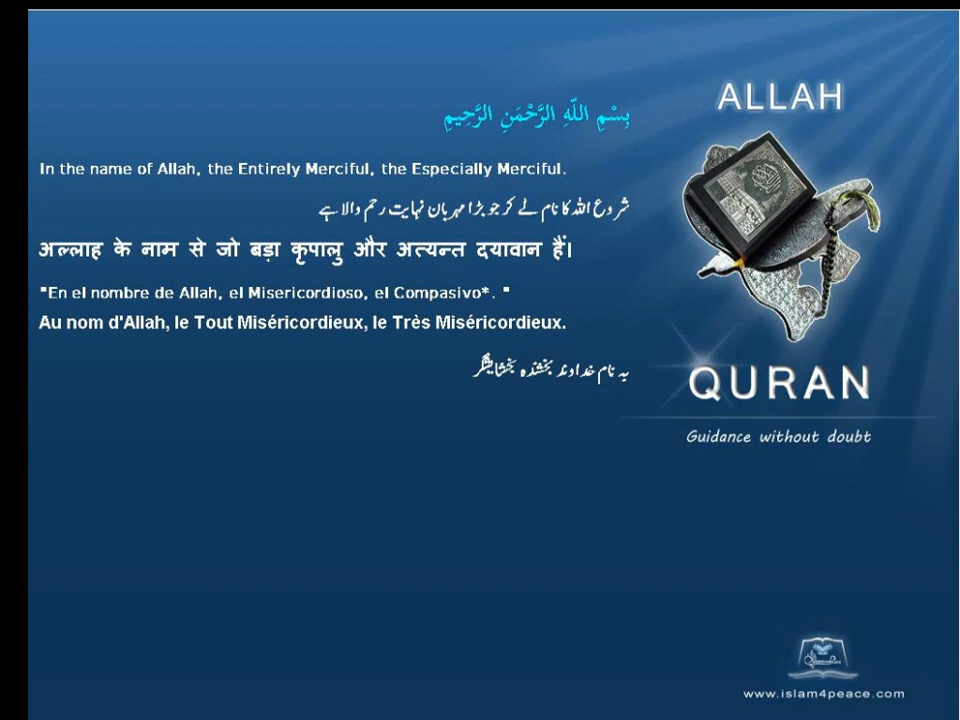 بِسْمِ اللَّهِ الرَّحْمَنِ الرَّحِيمِ
In the name of Allah, the Entirely Merciful, the Especially Merciful.
شروع اللہ کا نام لے کر جو بڑا مہربان نہایت رحم والا ہے
अल्लाह के नाम से जो बड़ा कृपालु और अत्यन्त दयावान हैं।
"En el nombre de Allah, el Misericordioso, el Compasivo*. "
Au nom d'Allah, le Tout Miséricordieux, le Très Miséricordieux.
به نام خداوند بخشنده بخشایشگر
ALLAH
QURAN
Guidance without doubt
www.islam4peace.com